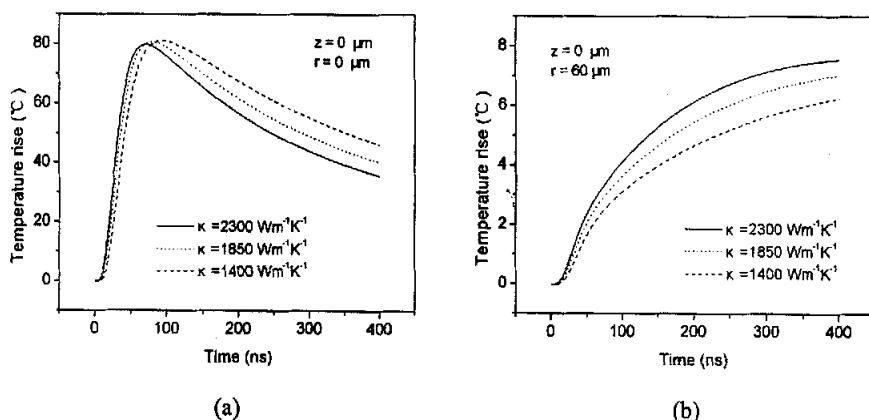 80
60
40
20
0
Temperature rise (℃)
z = 0 μm
r = 0 μm
κ =2300 Wm⁻¹K⁻¹
κ =1850 Wm⁻¹K⁻¹
κ =1400 Wm⁻¹K⁻¹
0 100 200 300 400
Time (ns)
(a)
8
6
4
2
0
Temperature rise (℃)
z = 0 μm
r = 60 μm
κ =2300 Wm⁻¹K⁻¹
κ =1850 Wm⁻¹K⁻¹
κ =1400 Wm⁻¹K⁻¹
0 100 200 300 400
Time (ns)
(b)